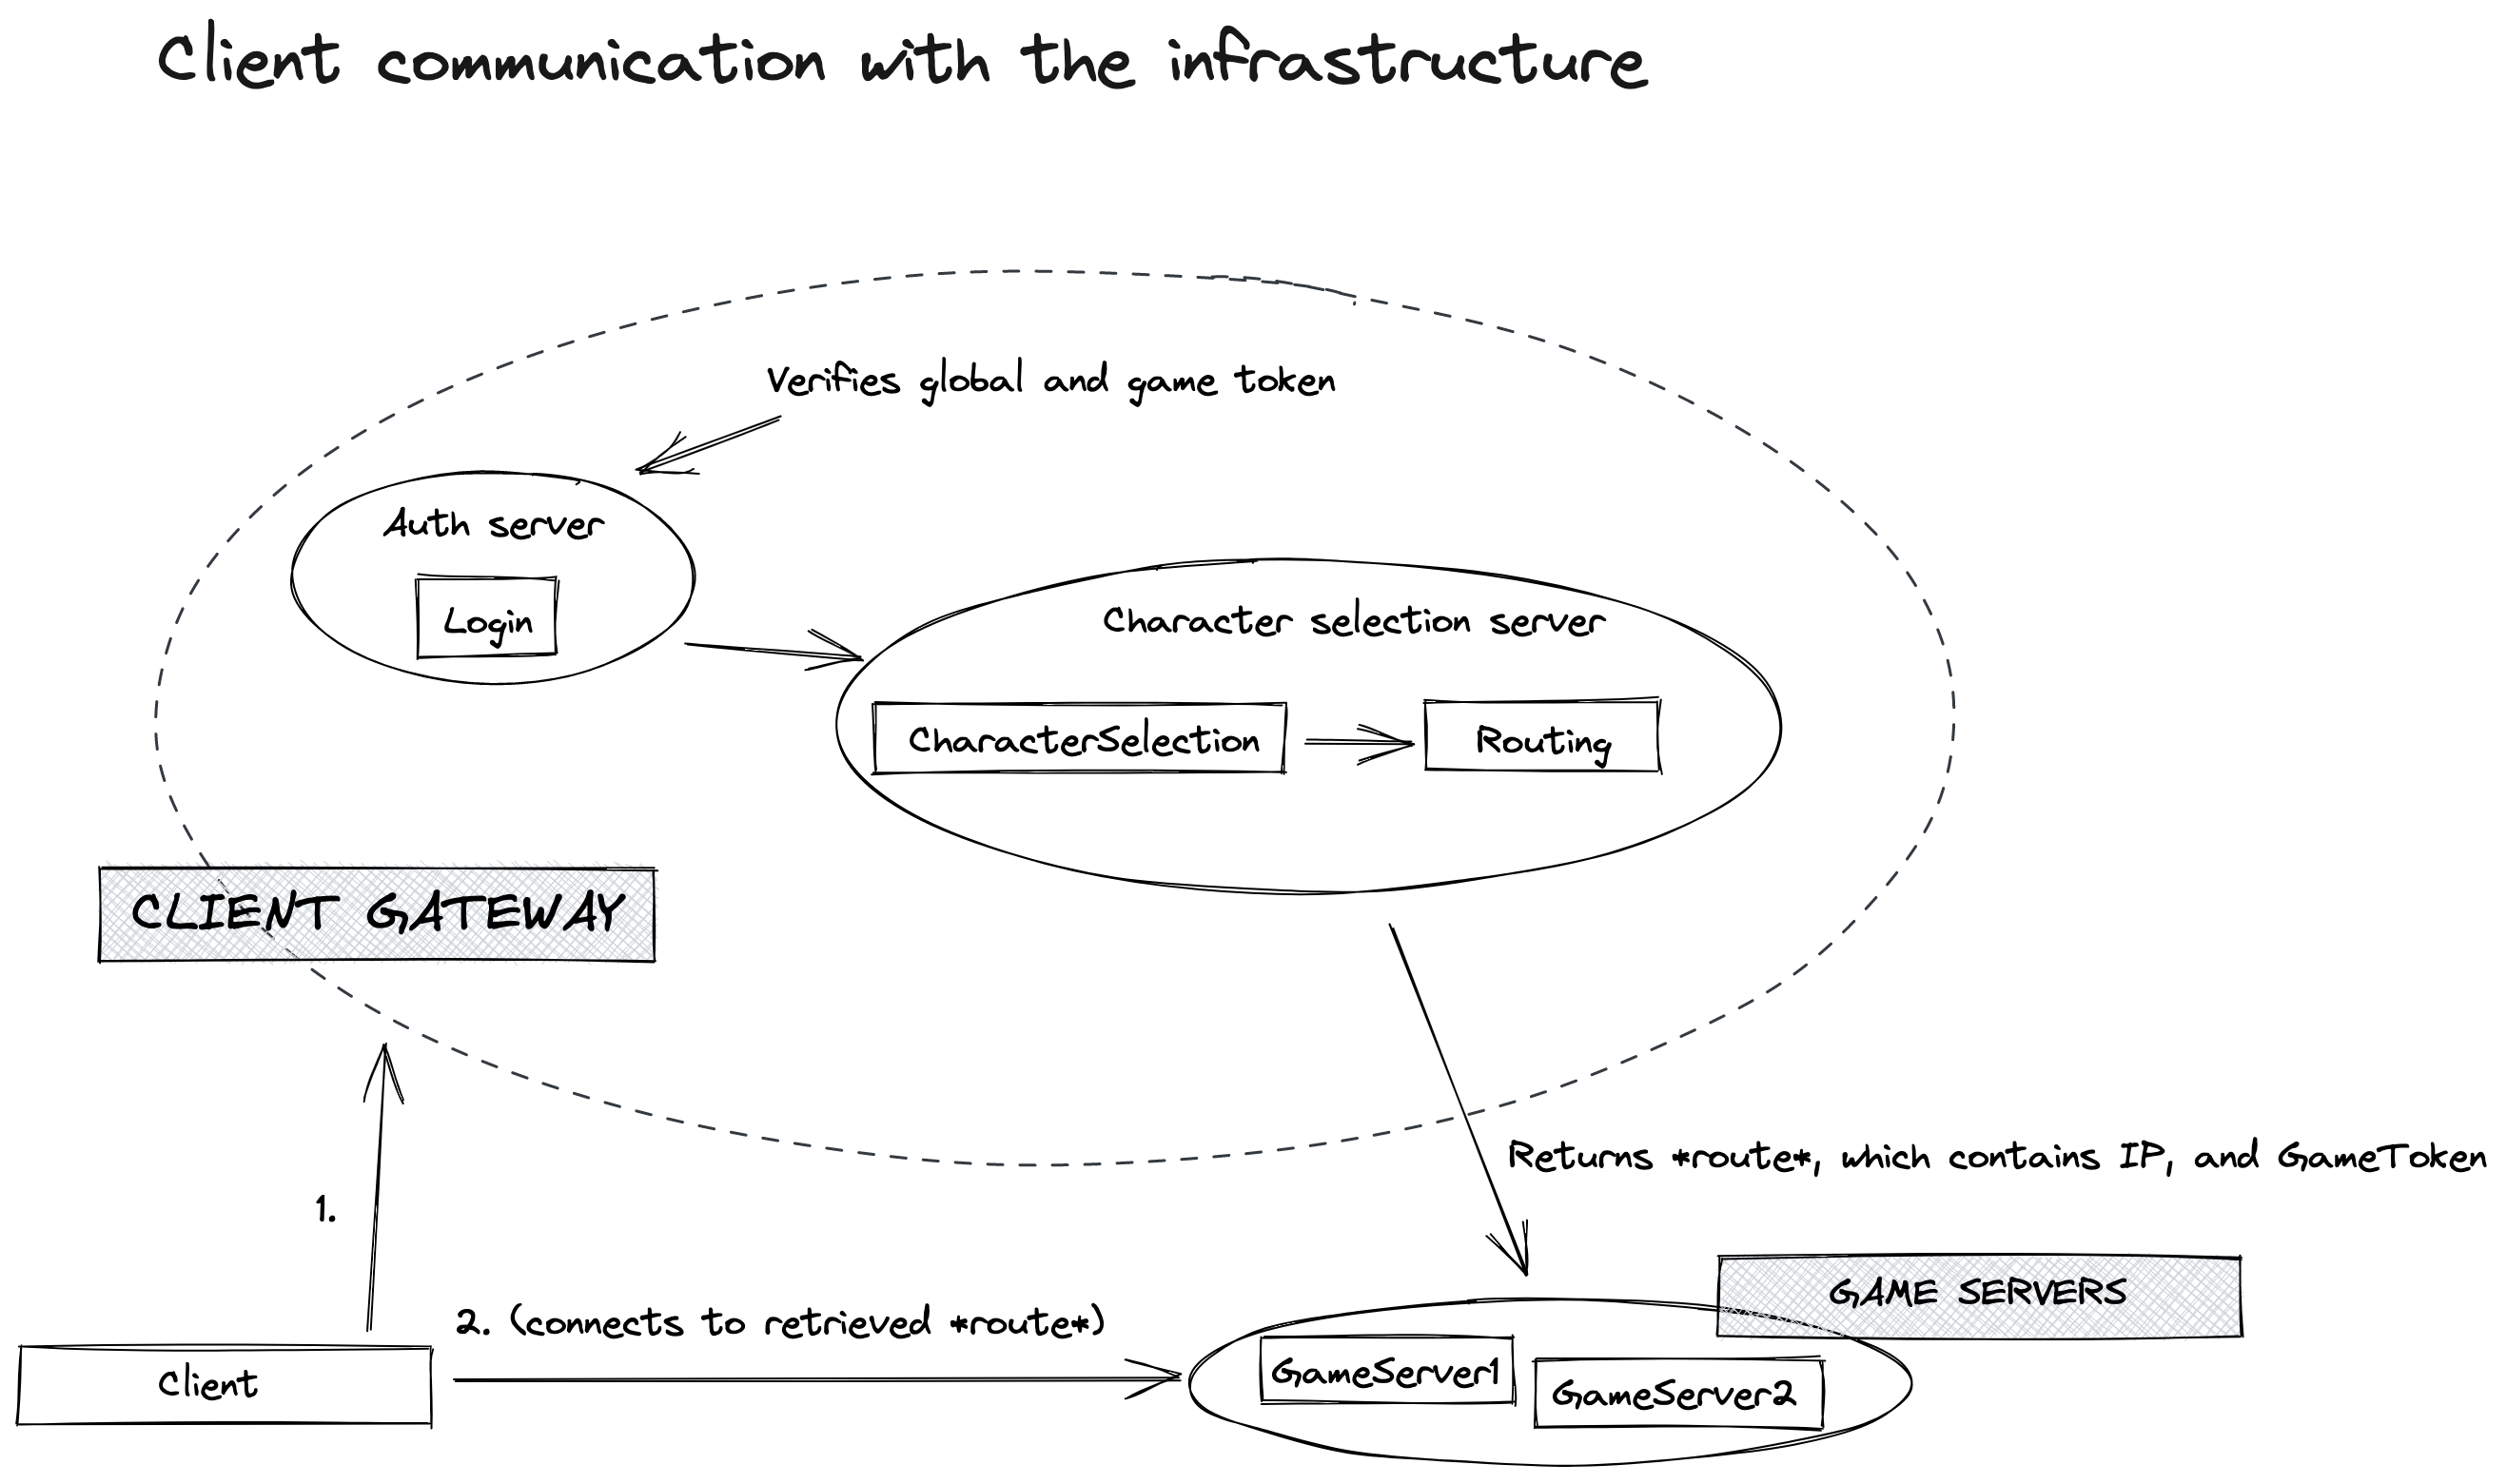 Client communication with the infrastructure
Verifies global and game token
Auth server
Login
Character selection server
CharacterSelection
Routing
CLIENT GATEWAY
Returns *route*, which contains IP, and GameToken
1.
GAME SERVERS
2. (connects to retrieved *route*)
Client
GameServer1
GameServer2